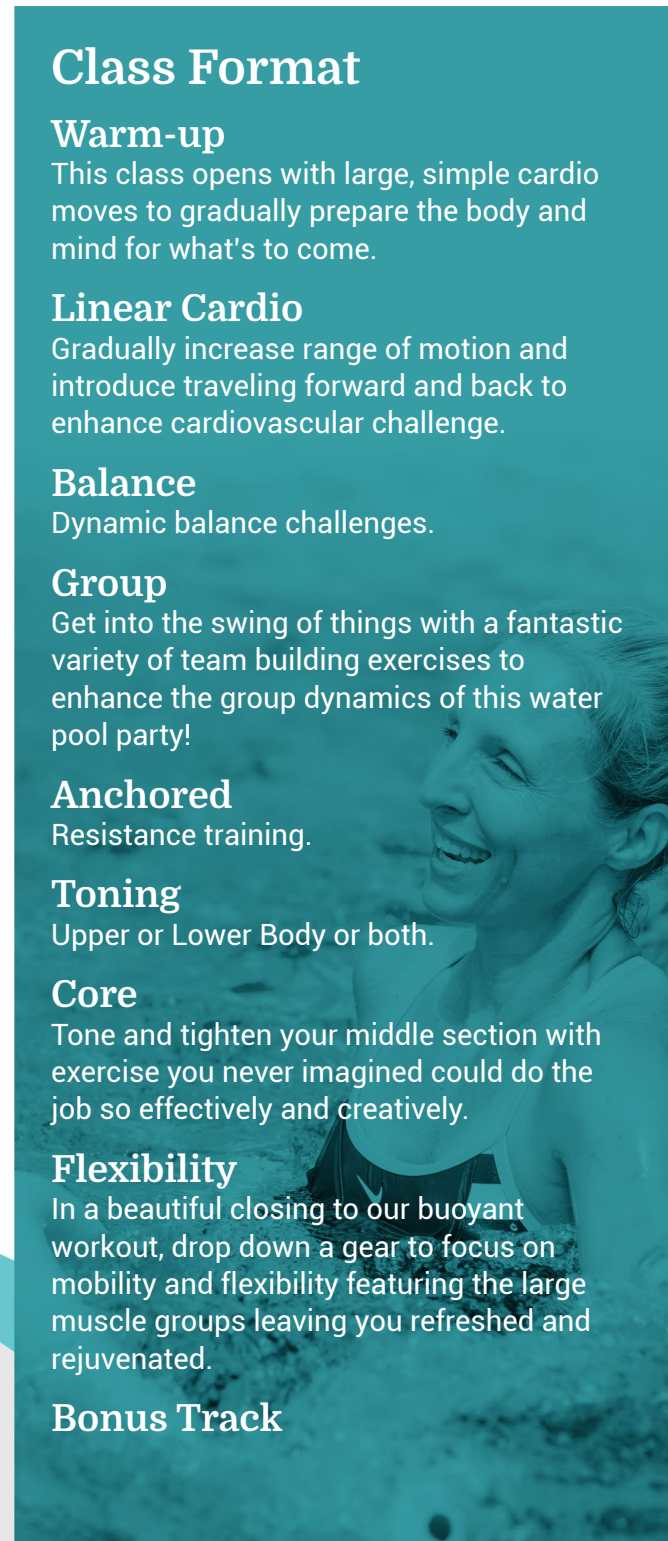 Class Format
Warm-up
This class opens with large, simple cardio
moves to gradually prepare the body and
mind for what's to come.
Linear Cardio
Gradually increase range of motion and
introduce traveling forward and back to
enhance cardiovascular challenge.
Balance
Dynamic balance challenges.
Group
Get into the swing of things with a fantastic
variety of team building exercises to
enhance the group dynamics of this water
pool party!
Anchored
Resistance training.
Toning
Upper or Lower Body or both.
Core
Tone and tighten your middle section with
exercise you never imagined could do the
job so effectively and creatively.
Flexibility
In a beautiful closing to our buoyant
workout, drop down a gear to focus on
mobility and flexibility featuring the large
muscle groups leaving you refreshed and
rejuvenated.
Bonus Track